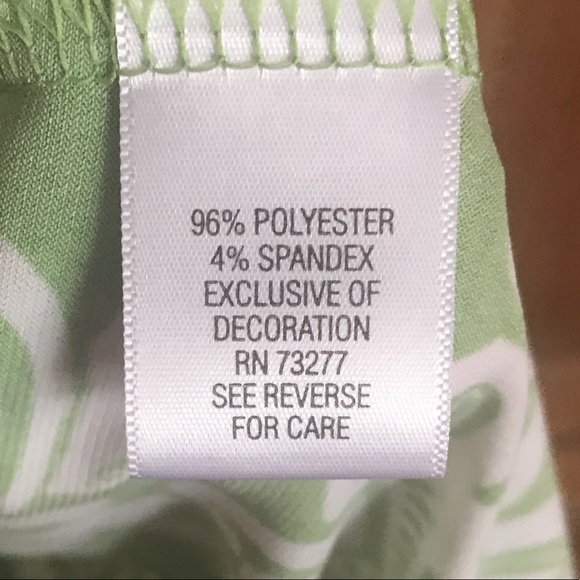 96% POLYESTER
4% SPANDEX
EXCLUSIVE OF
DECORATION
RN 73277
SEE REVERSE
FOR CARE